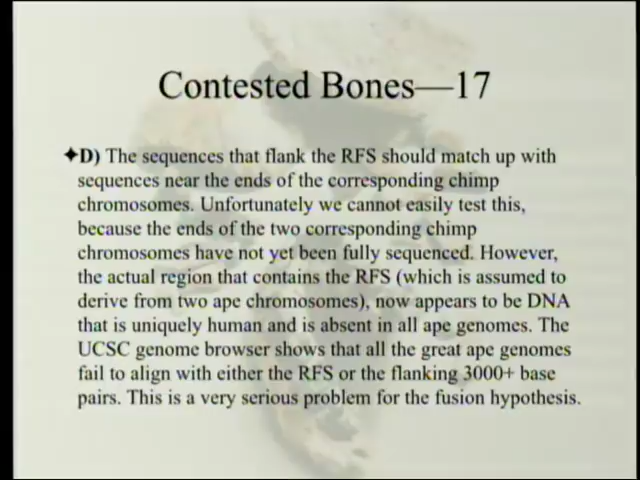 Contested Bones—17
✦D) The sequences that flank the RFS should match up with
sequences near the ends of the corresponding chimp
chromosomes. Unfortunately we cannot easily test this,
because the ends of the two corresponding chimp
chromosomes have not yet been fully sequenced. However,
the actual region that contains the RFS (which is assumed to
derive from two ape chromosomes), now appears to be DNA
that is uniquely human and is absent in all ape genomes. The
UCSC genome browser shows that all the great ape genomes
fail to align with either the RFS or the flanking 3000+ base
pairs. This is a very serious problem for the fusion hypothesis.